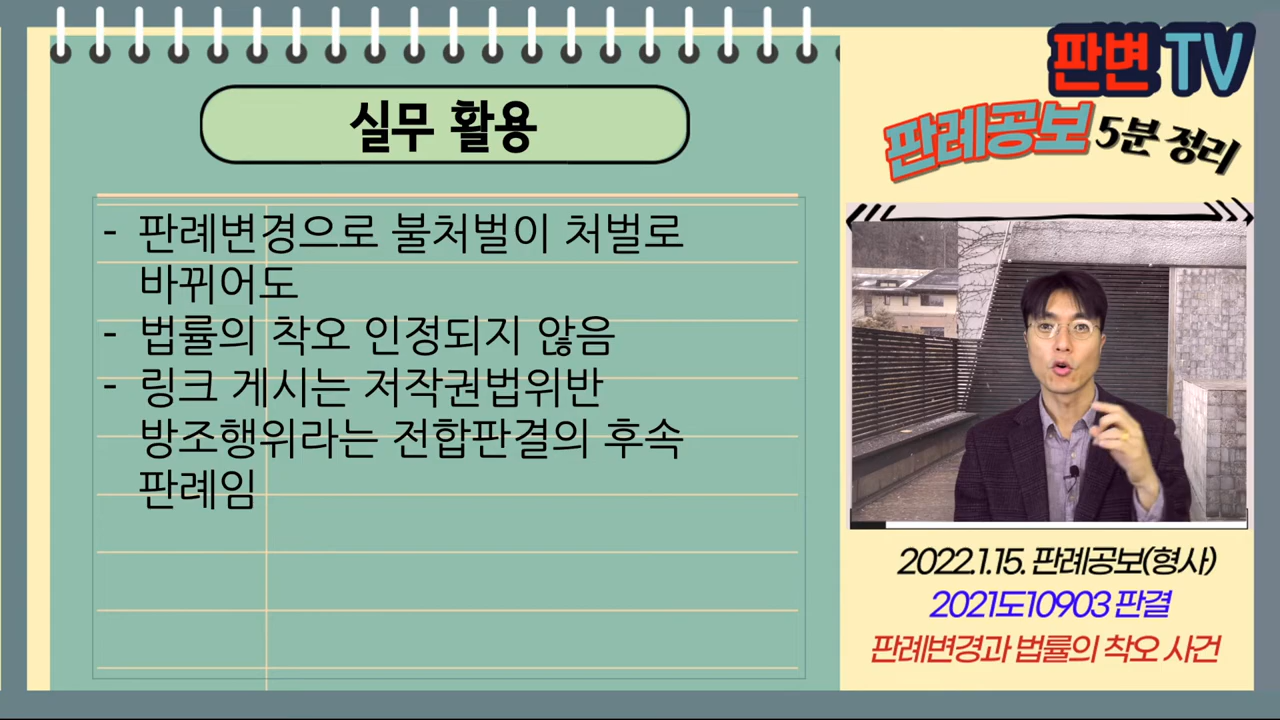 실무 활용
- 판례변경으로 불처벌이 처벌로
바뀌어도
- 법률의 착오 인정되지 않음
- 링크 게시는 저작권법위반
방조행위라는 전합판결의 후속
판례임
판변 TV
판례공보 5분 정리
2022.1.15. 판례공보(형사)
2021도10903 판결
판례변경과 법률의 착오 사건